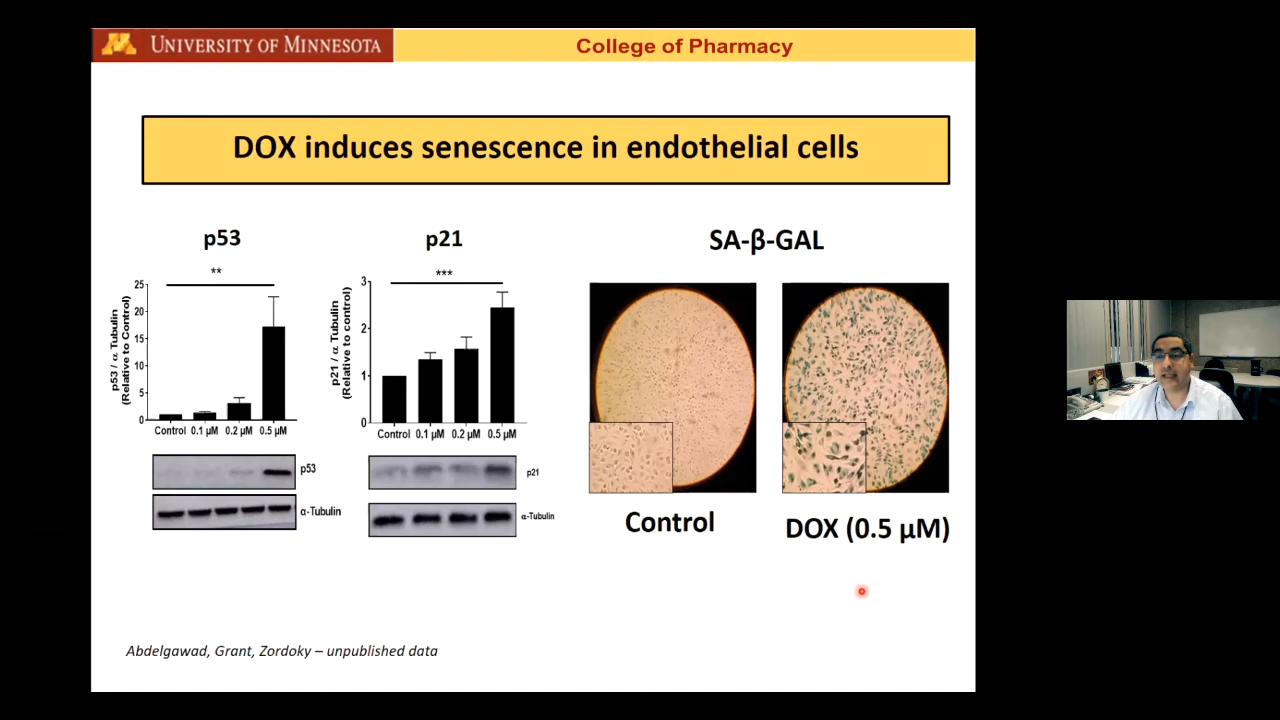 UNIVERSITY OF MINNESOTA
College of Pharmacy
DOX induces senescence in endothelial cells
p53
**
p53 / α Tubulin
(Relative to Control)
25
20
15
10
5
0
Control 0.1 µM 0.2 µM 0.5 µM
p53
α-Tubulin
p21
***
p21 / α Tubulin
(Relative to control)
3
2
1
0
Control 0.1 µM 0.2 µM 0.5 µM
p21
α-Tubulin
SA-β-GAL
Control
DOX (0.5 µM)
Abdelgawad, Grant, Zordoky – unpublished data